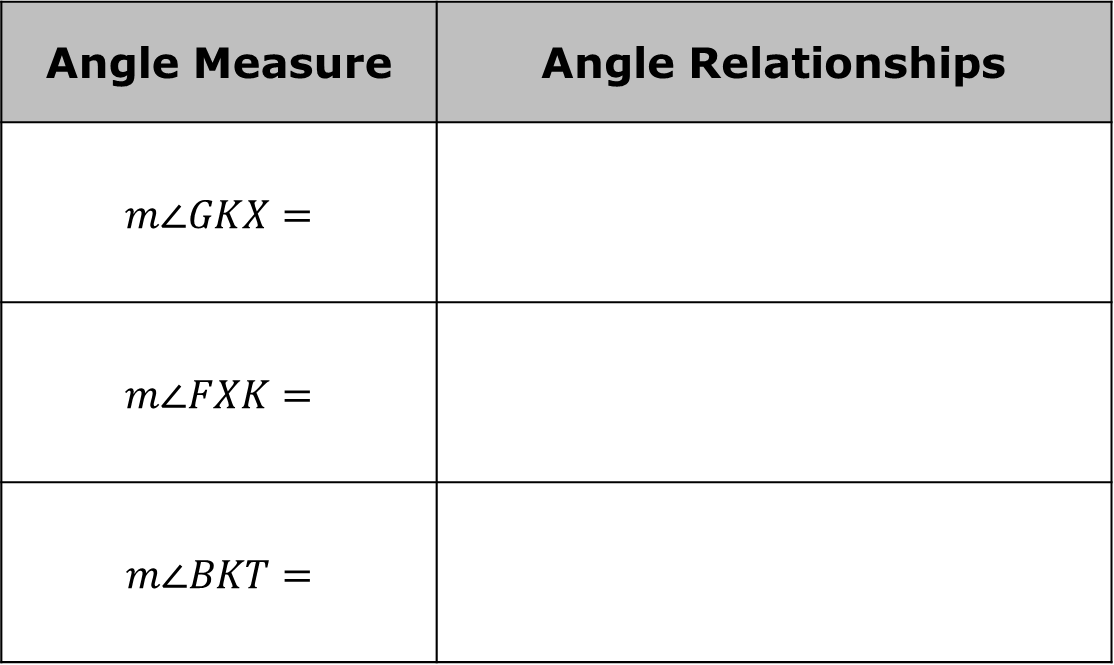 Angle Measure
Angle Relationships
m∠GKX =
m∠FXK =
m∠BKT =